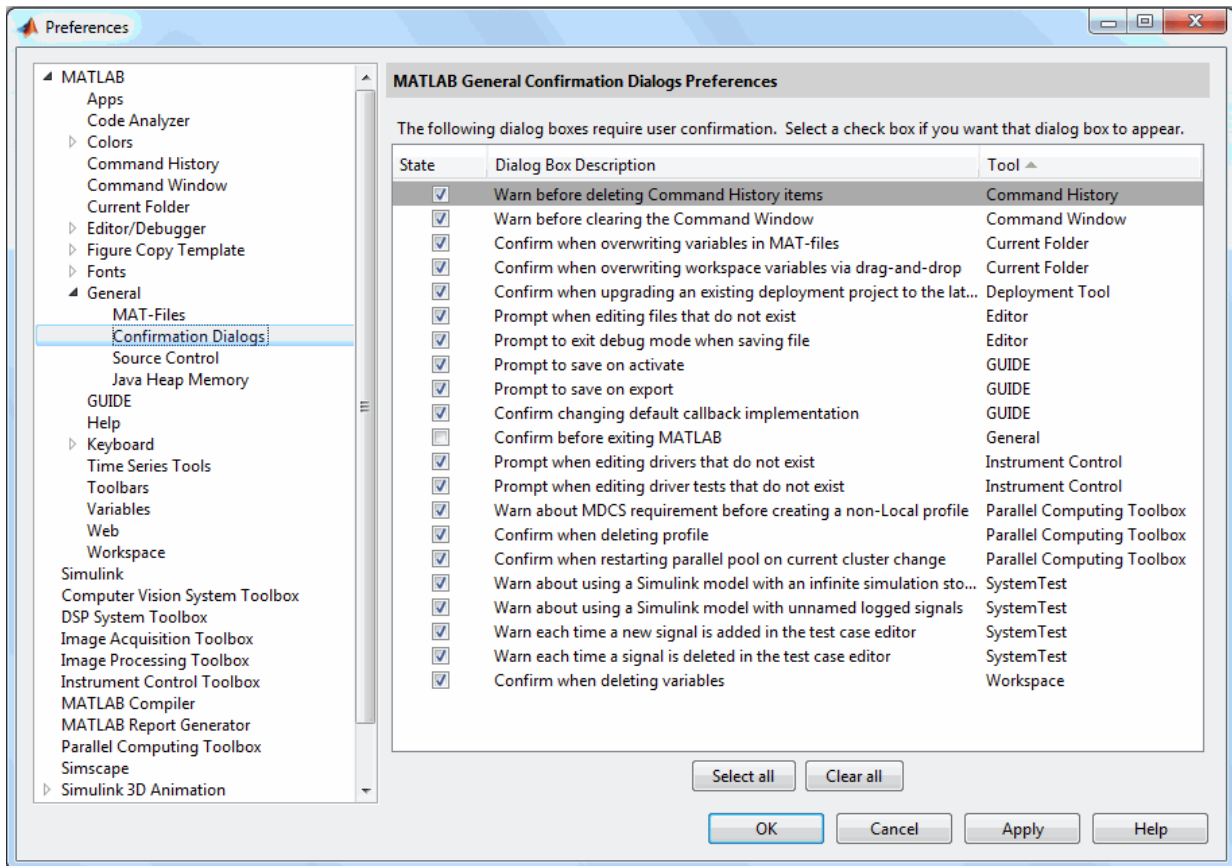 Preferences
MATLAB
Apps
Code Analyzer
Colors
Command History
Command Window
Current Folder
Editor/Debugger
Figure Copy Template
Fonts
General
MAT-Files
Confirmation Dialogs
Source Control
Java Heap Memory
GUIDE
Help
Keyboard
Time Series Tools
Toolbars
Variables
Web
Workspace
Simulink
Computer Vision System Toolbox
DSP System Toolbox
Image Acquisition Toolbox
Image Processing Toolbox
Instrument Control Toolbox
MATLAB Compiler
MATLAB Report Generator
Parallel Computing Toolbox
Simscape
Simulink 3D Animation
MATLAB General Confirmation Dialogs Preferences
The following dialog boxes require user confirmation. Select a check box if you want that dialog box to appear.
State Dialog Box Description Tool
Warn before deleting Command History items Command History
Warn before clearing the Command Window Command Window
Confirm when overwriting variables in MAT-files Current Folder
Confirm when overwriting workspace variables via drag-and-drop Current Folder
Confirm when upgrading an existing deployment project to the lat... Deployment Tool
Prompt when editing files that do not exist Editor
Prompt to exit debug mode when saving file Editor
Prompt to save on activate GUIDE
Prompt to save on export GUIDE
Confirm changing default callback implementation GUIDE
Confirm before exiting MATLAB General
Prompt when editing drivers that do not exist Instrument Control
Prompt when editing driver tests that do not exist Instrument Control
Warn about MDCS requirement before creating a non-Local profile Parallel Computing Toolbox
Confirm when deleting profile Parallel Computing Toolbox
Confirm when restarting parallel pool on current cluster change Parallel Computing Toolbox
Warn about using a Simulink model with an infinite simulation sto... SystemTest
Warn about using a Simulink model with unnamed logged signals SystemTest
Warn each time a new signal is added in the test case editor SystemTest
Warn each time a signal is deleted in the test case editor SystemTest
Confirm when deleting variables Workspace
Select all Clear all
OK Cancel Apply Help